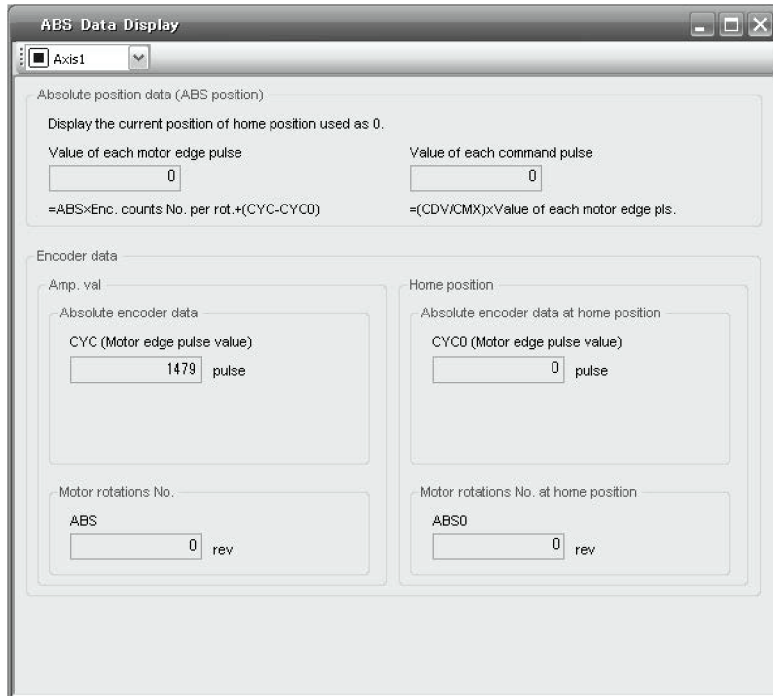 ABS Data Display
Axis1
Absolute position data (ABS position)
Display the current position of home position used as 0.
Value of each motor edge pulse
Value of each command pulse
0
0
=ABS×Enc. counts No. per rot.+(CYC-CYC0)
=(CDV/CMX)×Value of each motor edge pls.
Encoder data
Amp. val
Home position
Absolute encoder data
Absolute encoder data at home position
CYC (Motor edge pulse value)
CYC0 (Motor edge pulse value)
1479 pulse
0 pulse
Motor rotations No.
Motor rotations No. at home position
ABS
ABS0
0 rev
0 rev